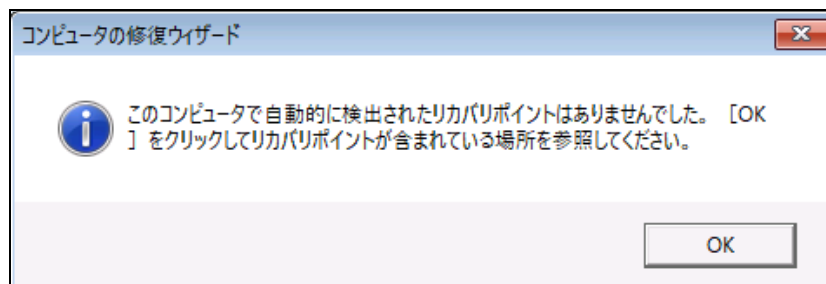 コンピュータの修復ウィザード
このコンピュータで自動的に検出されたリカバリポイントはありませんでした。 [OK
] をクリックしてリカバリポイントが含まれている場所を参照してください。
OK